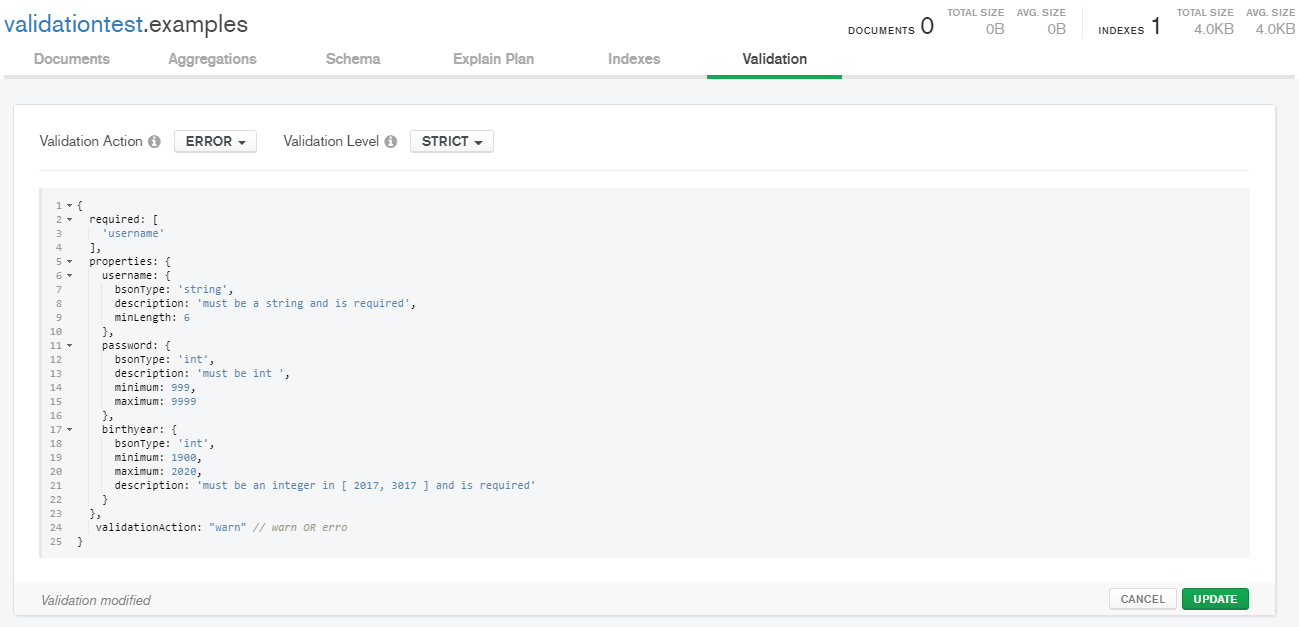 validationtest.examples
DOCUMENTS 0 TOTAL SIZE 0B AVG. SIZE 0B INDEXES 1 TOTAL SIZE 4.0KB AVG. SIZE 4.0KB
Documents Aggregations Schema Explain Plan Indexes Validation
Validation Action ERROR Validation Level STRICT
1 {
2 required: [
3 'username'
4 ],
5 properties: {
6 username: {
7 bsonType: 'string',
8 description: 'must be a string and is required',
9 minLength: 6
10 },
11 password: {
12 bsonType: 'int',
13 description: 'must be int ',
14 minimum: 999,
15 maximum: 9999
16 },
17 birthyear: {
18 bsonType: 'int',
19 minimum: 1900,
20 maximum: 2020,
21 description: 'must be an integer in [ 2017, 3017 ] and is required'
22 }
23 },
24 validationAction: "warn" // warn OR erro
25 }
Validation modified CANCEL UPDATE